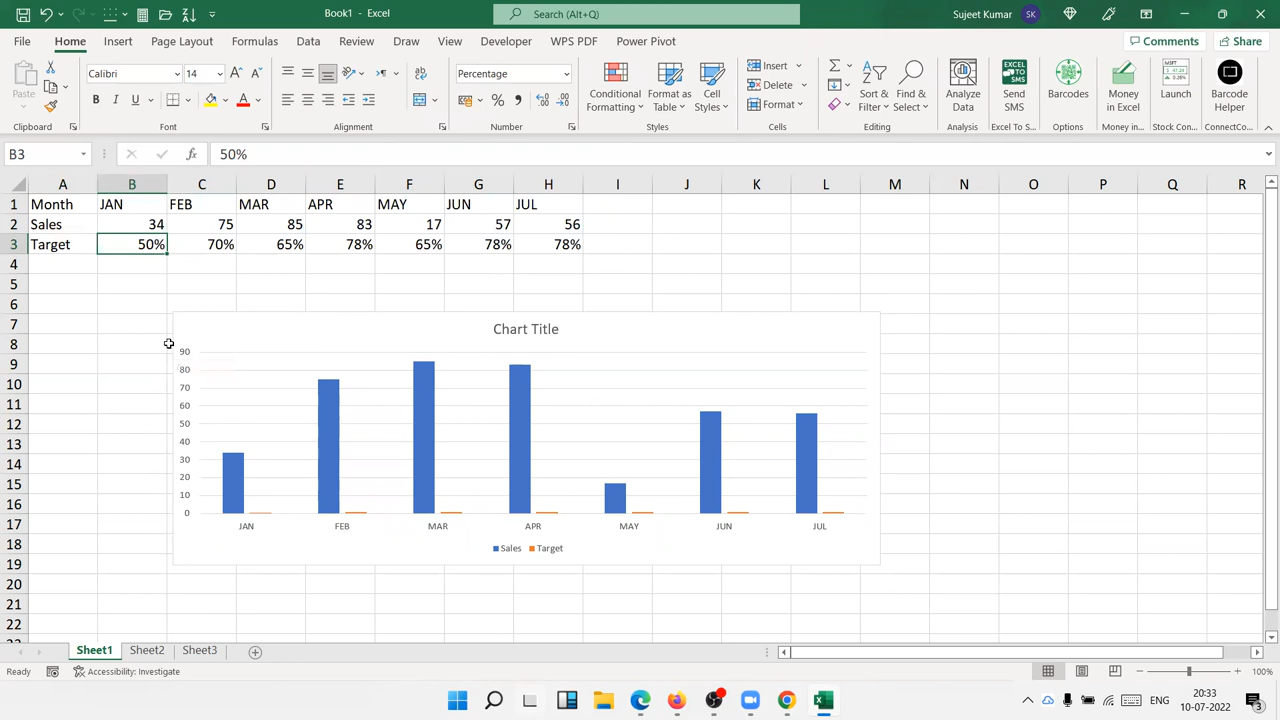 Book1 - Excel
Search (Alt+Q)
Sujeet Kumar
SK
File Home Insert Page Layout Formulas Data Review View Draw Developer WPS PDF Power Pivot
Comments
Share
Paste
Clipboard
Calibri
14
B I U
Font
Alignment
Percentage
Number
Conditional Formatting
Format as Table
Cell Styles
Styles
Insert
Delete
Format
Cells
Sort & Filter
Find & Select
Editing
Analyze Data
Analysis
EXCEL TO SMS
Send SMS
Excel To S...
Barcodes
Options
Money in Excel
Money in...
MSFT
Launch
Stock Con...
Barcode Helper
ConnectCo...
B3
fx
50%
A B C D E F G H I J K L M N O P Q R
1 Month JAN FEB MAR APR MAY JUN JUL
2 Sales 34 75 85 83 17 57 56
3 Target 50% 70% 65% 78% 65% 78% 78%
4
5
6
7
8
9
10
11
12
13
14
15
16
17
18
19
20
21
22
Chart Title
90
80
70
60
50
40
30
20
10
0
JAN FEB MAR APR MAY JUN JUL
Sales Target
Sheet1 Sheet2 Sheet3
Ready
Accessibility: Investigate
100%
ENG
20:33
10-07-2022
3